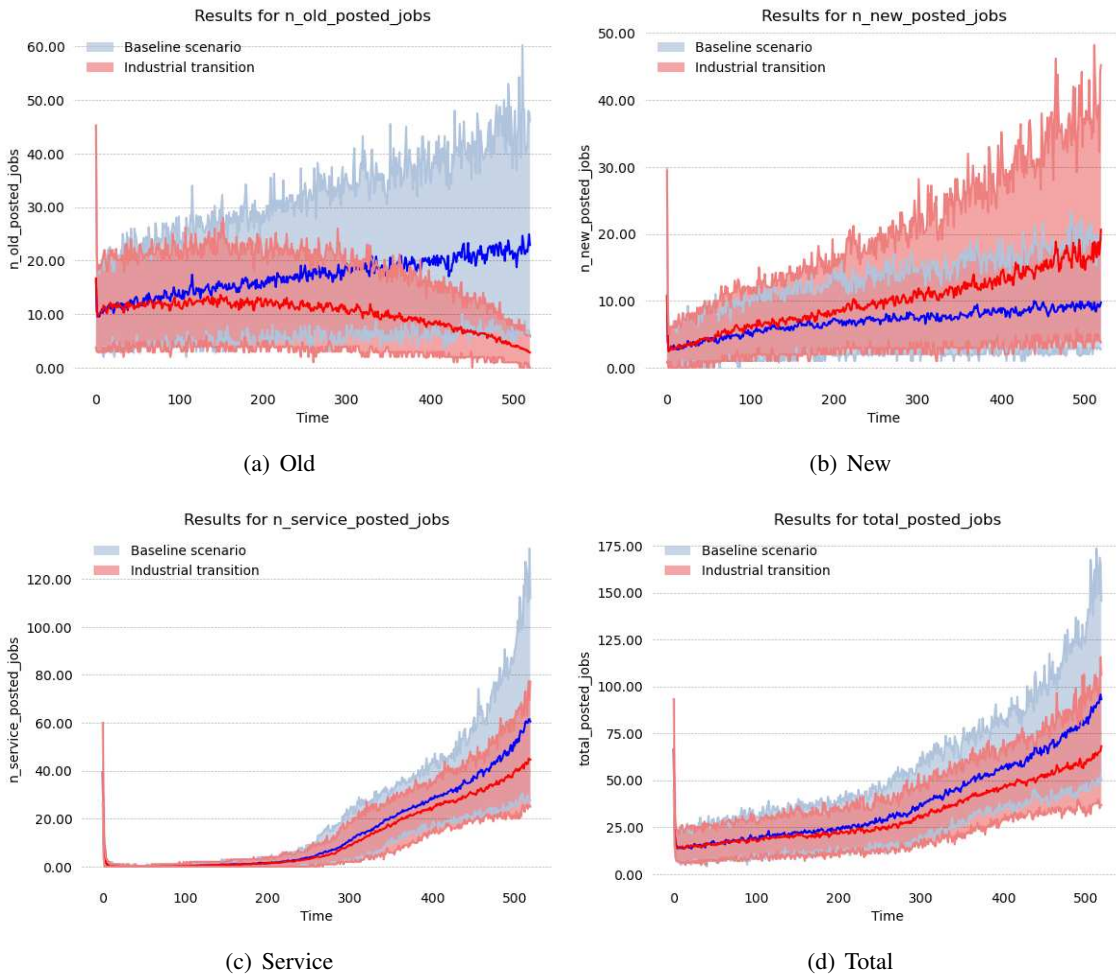 Results for n_old_posted_jobs
Baseline scenario
Industrial transition
60.00
50.00
40.00
30.00
20.00
10.00
0.00
n_old_posted_jobs
0 100 200 300 400 500
Time
(a) Old
Results for n_new_posted_jobs
Baseline scenario
Industrial transition
50.00
40.00
30.00
20.00
10.00
0.00
n_new_posted_jobs
0 100 200 300 400 500
Time
(b) New
Results for n_service_posted_jobs
Baseline scenario
Industrial transition
120.00
100.00
80.00
60.00
40.00
20.00
0.00
n_service_posted_jobs
0 100 200 300 400 500
Time
(c) Service
Results for total_posted_jobs
Baseline scenario
Industrial transition
175.00
150.00
125.00
100.00
75.00
50.00
25.00
0.00
total_posted_jobs
0 100 200 300 400 500
Time
(d) Total